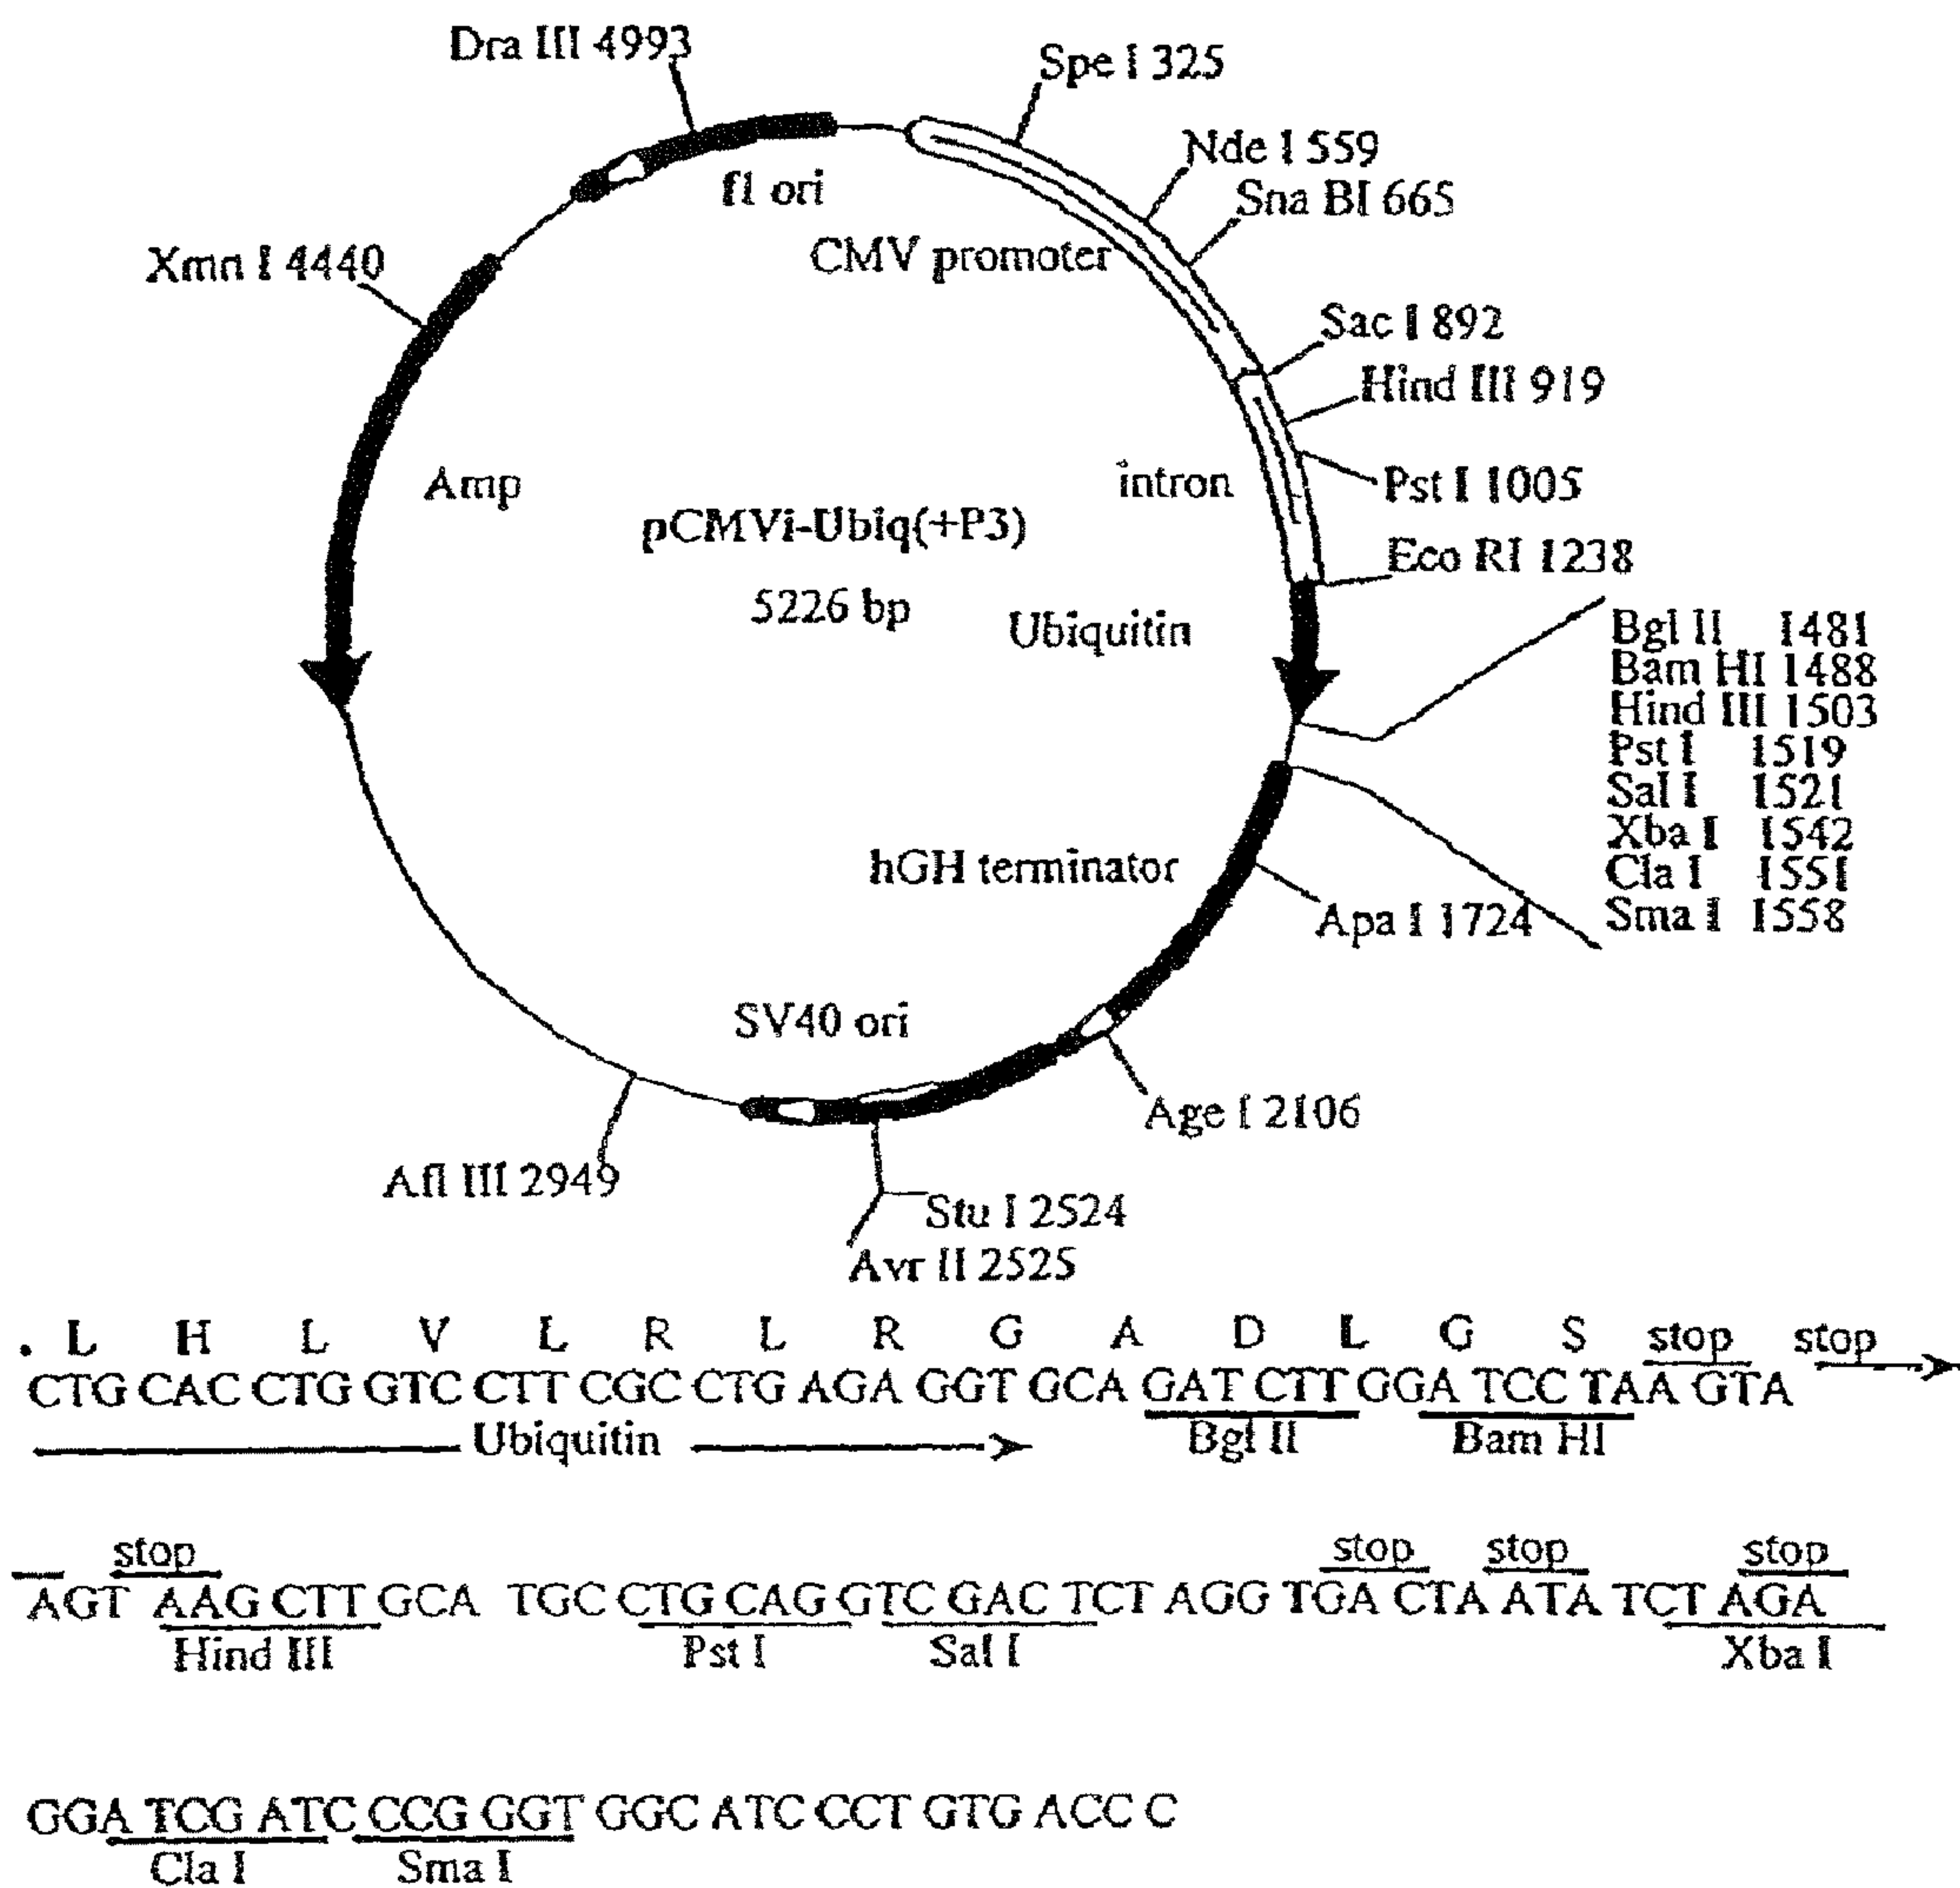 Dra III 4993
Spe I 325
Nde I 559
Sna BI 665
f1 ori
CMV promoter
Xmn I 4440
Sac I 892
Hind III 919
Amp
intron
Pst I 1005
pCMVi-Ubiq(+P3)
5226 bp
Eco RI 1238
Ubiquitin
Bgl II 1481
Bam HI 1488
Hind III 1503
Pst I 1519
Sal I 1521
Xba I 1542
Cla I 1551
Sma I 1558
hGH terminator
Apa I 1724
SV40 ori
Age I 2106
Afl III 2949
Stu I 2524
Avr II 2525
. L H L V L R L R G A D L G S stop stop
CTG CAC CTG GTC CTT CGC CTG AGA GGT GCA GAT CTT GGA TCC TAA GTA
Ubiquitin Bgl II Bam HI
stop stop stop stop
AGT AAG CTT GCA TGC CTG CAG GTC GAC TCT AGG TGA CTA ATA TCT AGA
Hind III Pst I Sal I Xba I
GGA TCG ATC CCG GGT GGC ATC CCT GTG ACC C
Cla I Sma I